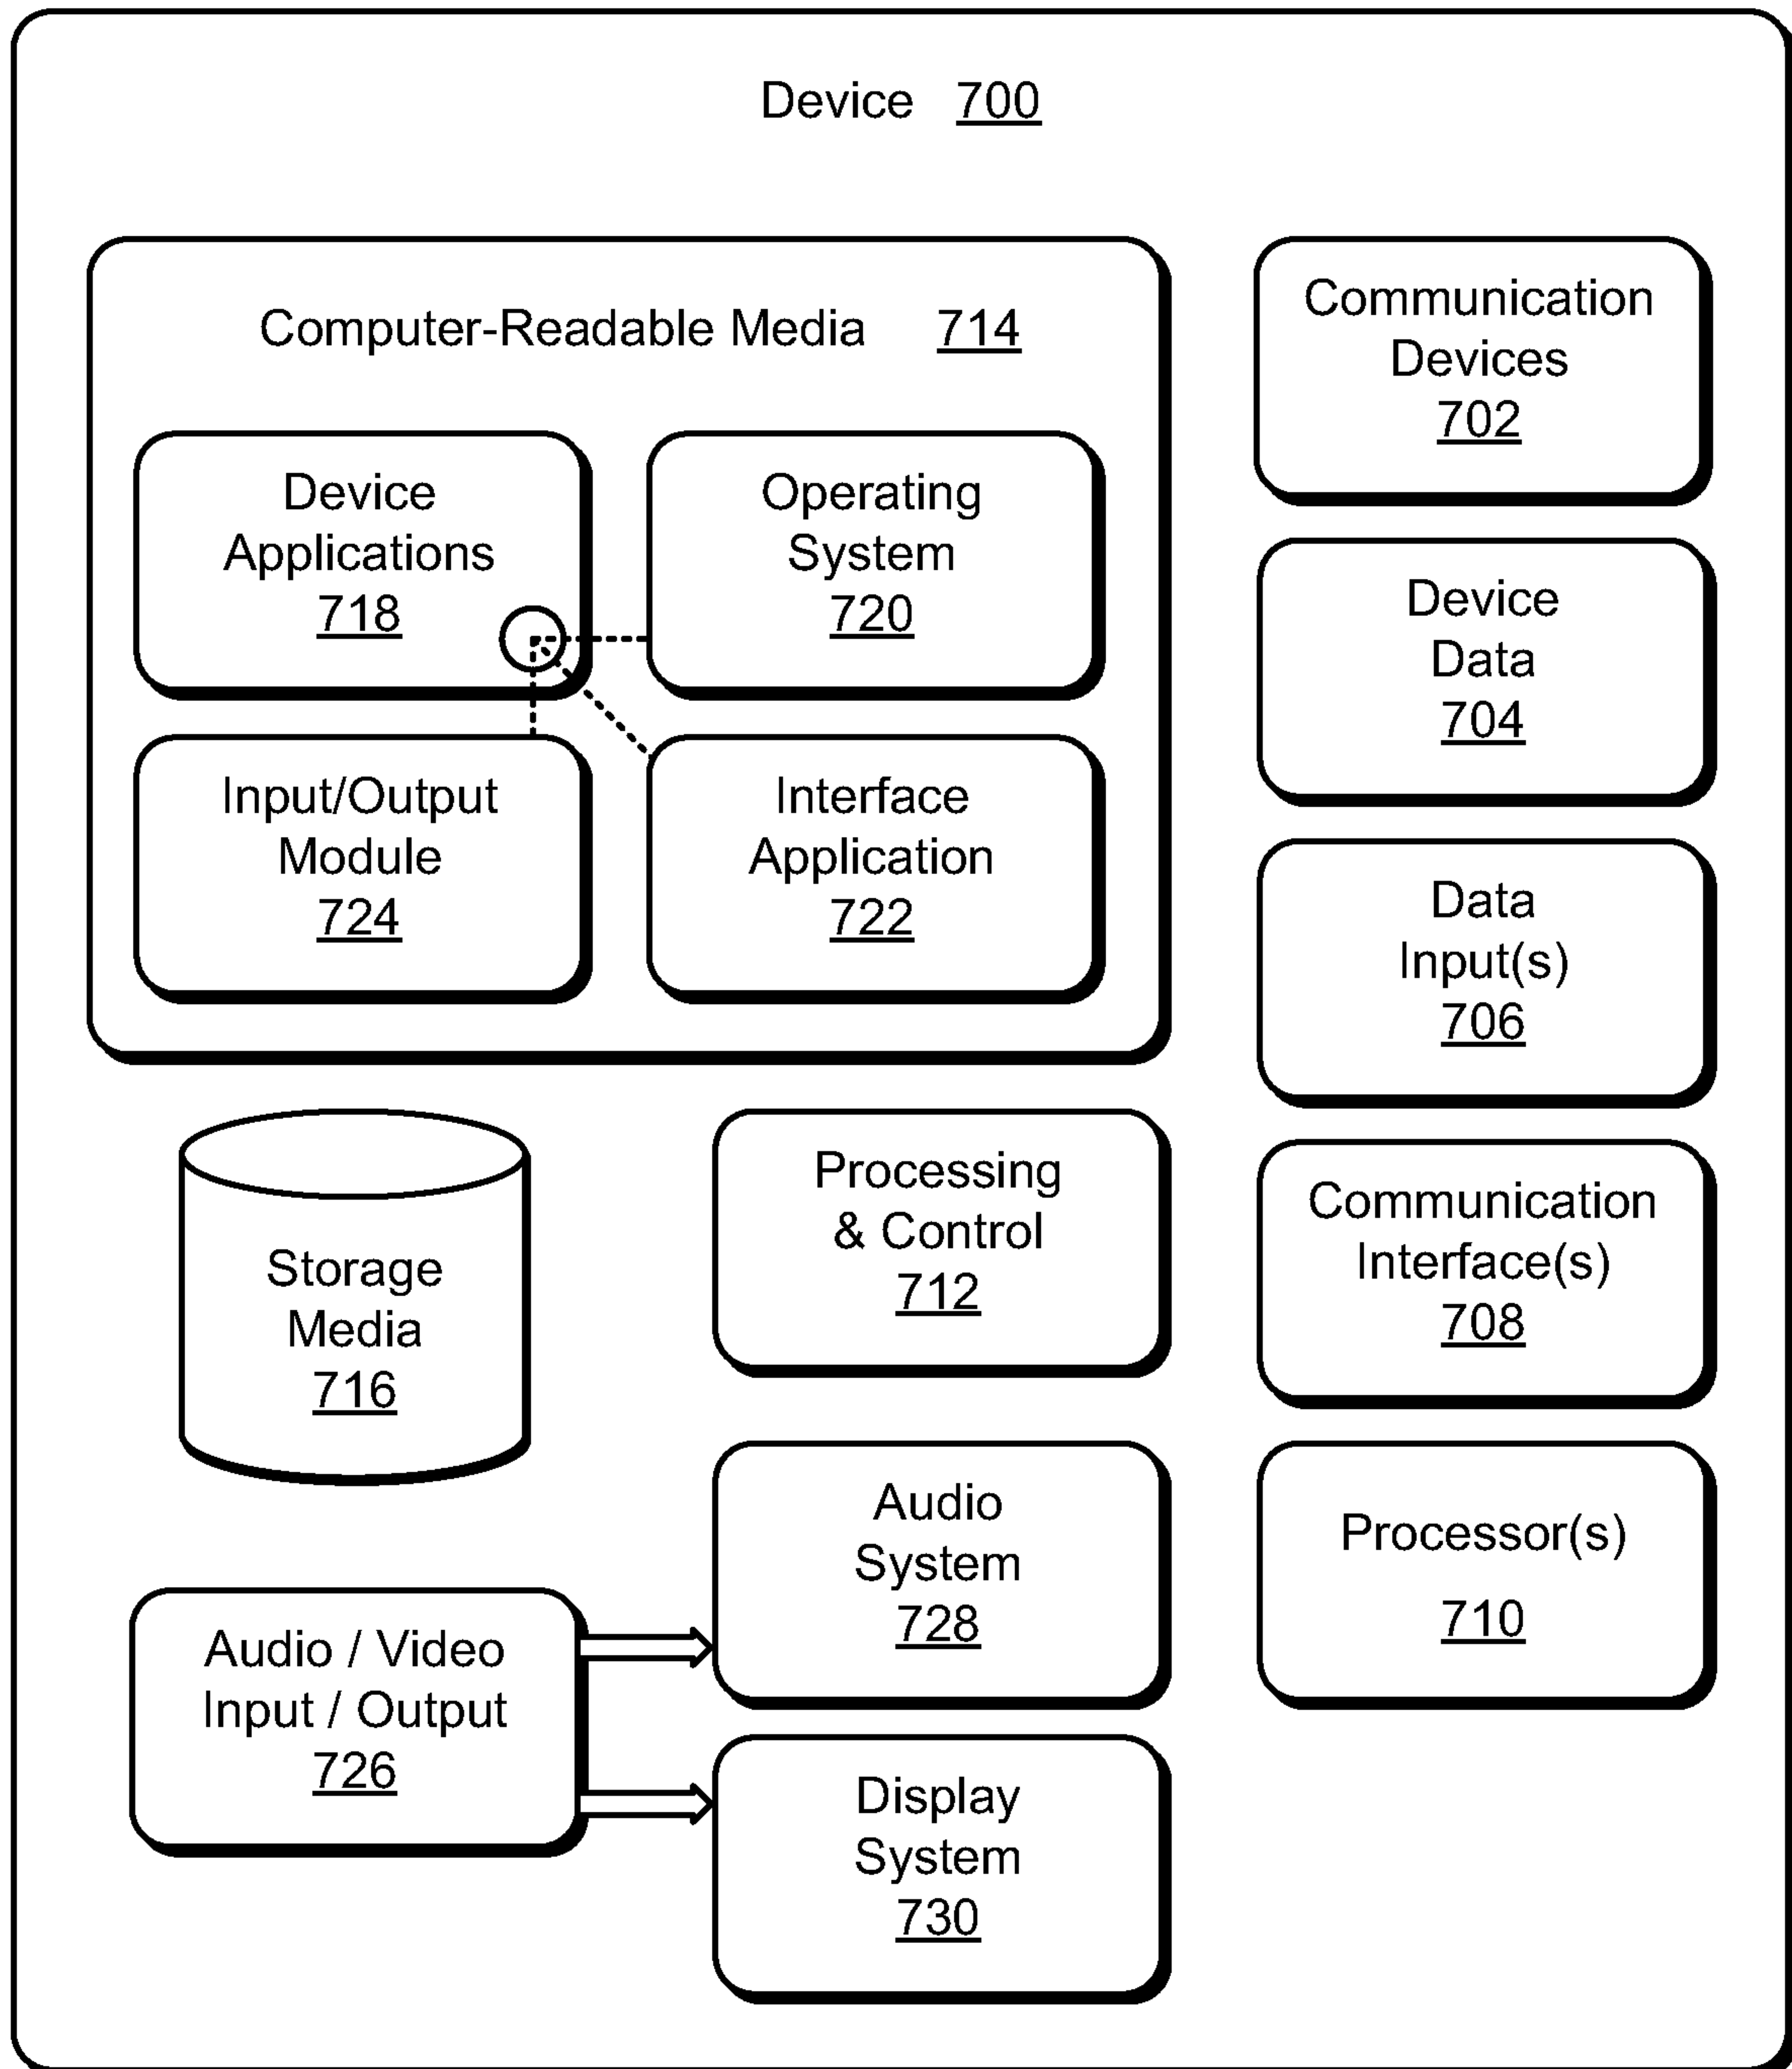 Device 700
Computer-Readable Media 714
Device
Applications
718
Operating
System
720
Input/Output
Module
724
Interface
Application
722
Communication
Devices
702
Device
Data
704
Data
Input(s)
706
Communication
Interface(s)
708
Processor(s)
710
Storage
Media
716
Processing
& Control
712
Audio / Video
Input / Output
726
Audio
System
728
Display
System
730